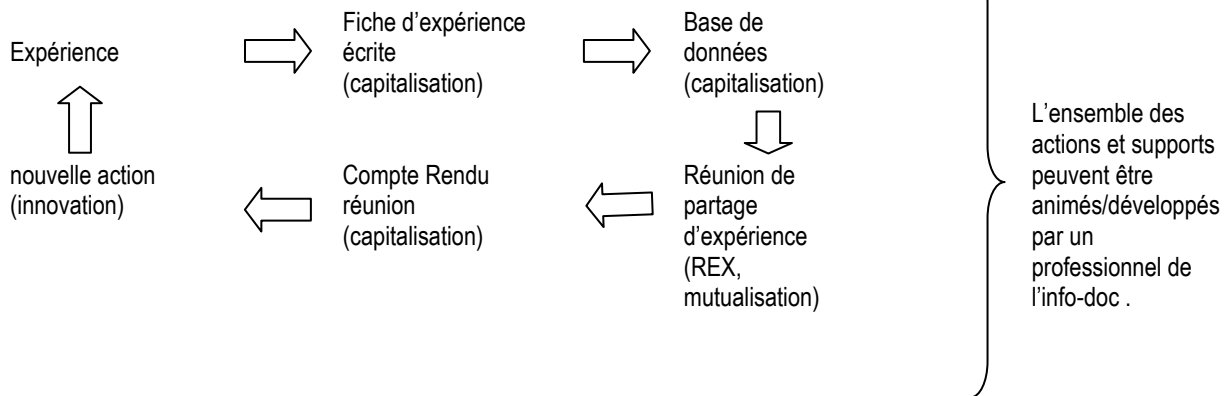 Expérience
Fiche d’expérience
écrite
(capitalisation)
Base de
données
(capitalisation)
nouvelle action
(innovation)
Compte Rendu
réunion
(capitalisation)
Réunion de
partage
d’expérience
(REX,
mutualisation)
L’ensemble des
actions et supports
peuvent être
animés/développés
par un
professionnel de
l’info-doc .